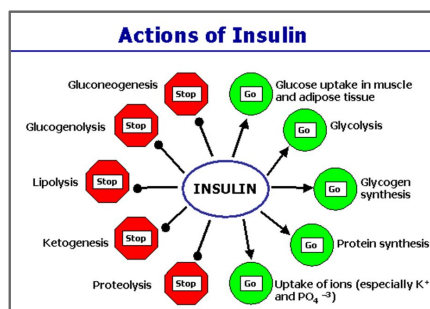 Actions of Insulin
Gluconeogenesis
Stop
Go
Glucose uptake in muscle
and adipose tissue
Glucogenolysis
Stop
Go
Glycolysis
Lipolysis
Stop
INSULIN
Go
Glycogen
synthesis
Ketogenesis
Stop
Go
Protein synthesis
Proteolysis
Stop
Go
Uptake of ions (especially K⁺
and PO₄ ⁻³)